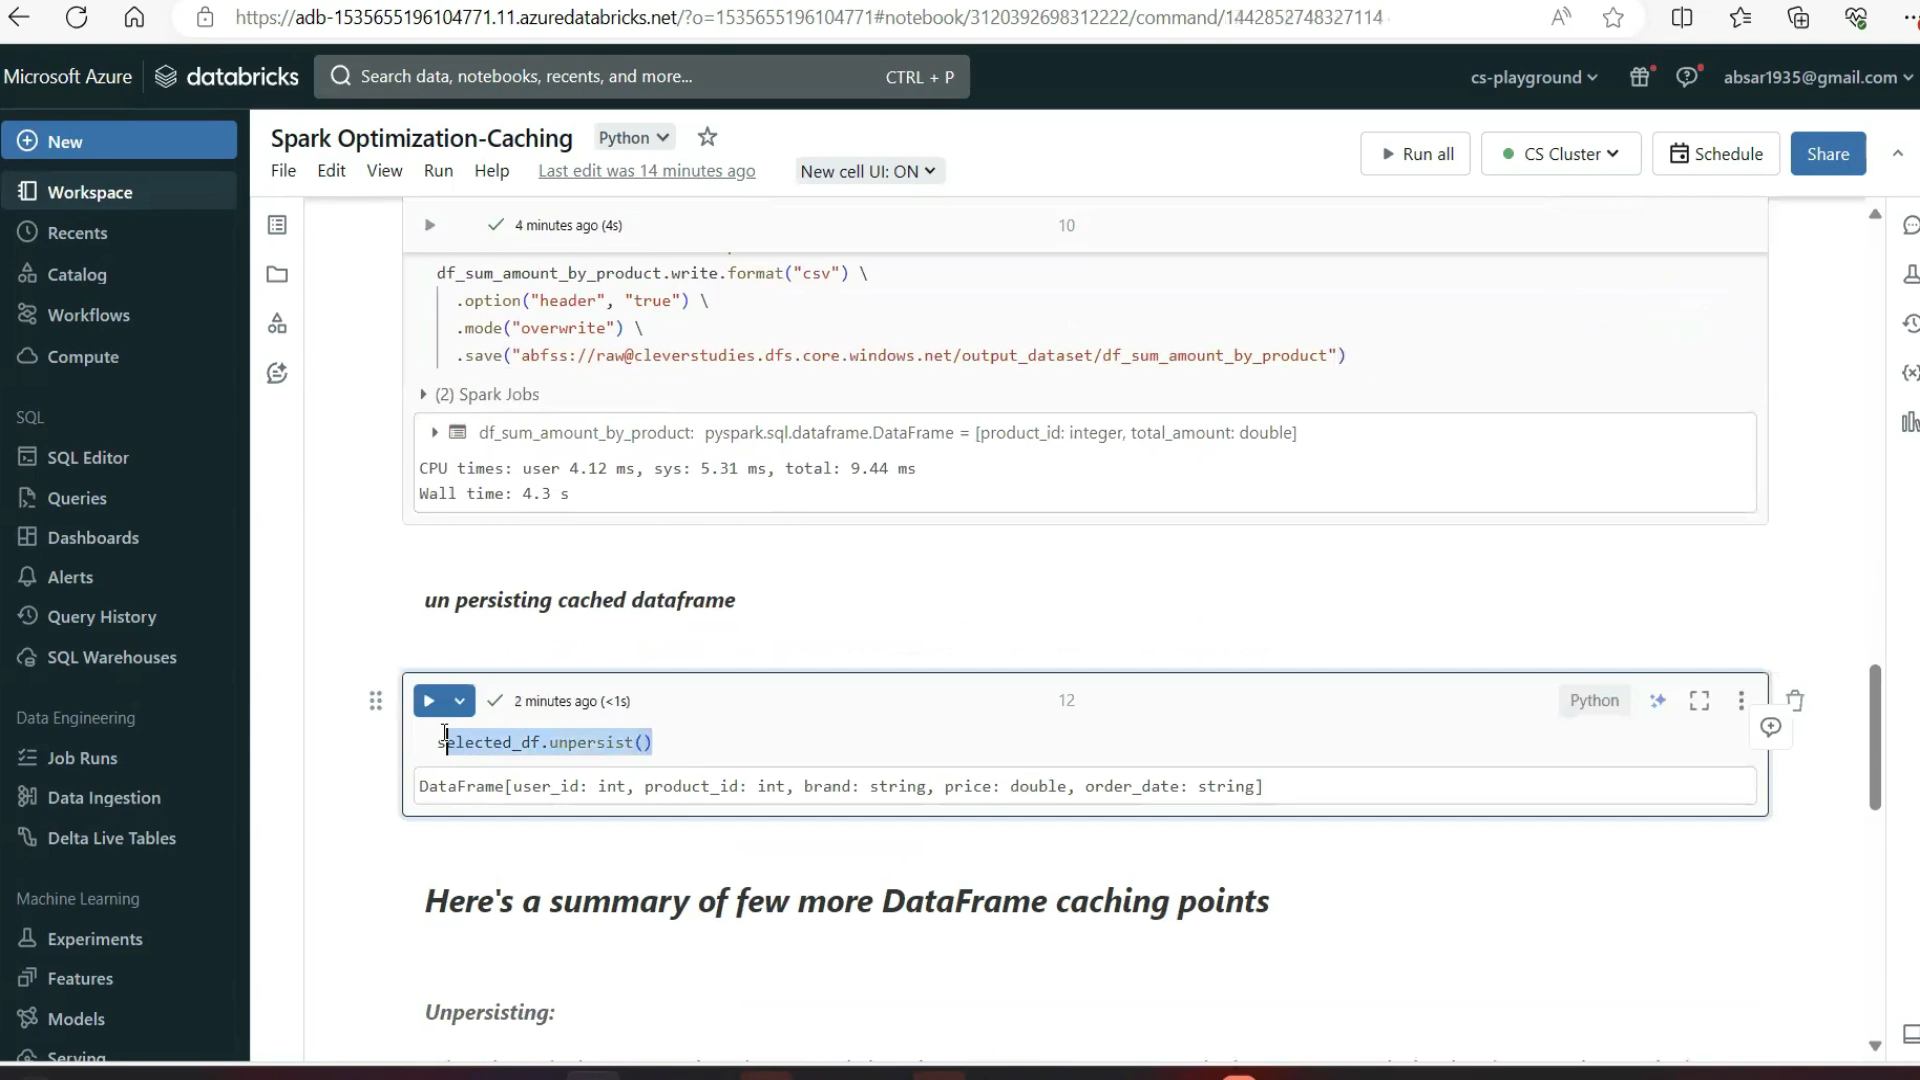 https://adb-1535655196104771.11.azuredatabricks.net/?o=1535655196104771#notebook/3120392698312222/command/1442852748327114
Microsoft Azure databricks Search data, notebooks, recents, and more... CTRL + P cs-playground absar1935@gmail.com
New
Workspace
Recents
Catalog
Workflows
Compute
SQL
SQL Editor
Queries
Dashboards
Alerts
Query History
SQL Warehouses
Data Engineering
Job Runs
Data Ingestion
Delta Live Tables
Machine Learning
Experiments
Features
Models
Serving
Spark Optimization-Caching Python
File Edit View Run Help Last edit was 14 minutes ago New cell UI: ON
Run all CS Cluster Schedule Share
4 minutes ago (4s) 10
df_sum_amount_by_product.write.format("csv") \
.option("header", "true") \
.mode("overwrite") \
.save("abfss://raw@cleverstudies.dfs.core.windows.net/output_dataset/df_sum_amount_by_product")
(2) Spark Jobs
df_sum_amount_by_product: pyspark.sql.dataframe.DataFrame = [product_id: integer, total_amount: double]
CPU times: user 4.12 ms, sys: 5.31 ms, total: 9.44 ms
Wall time: 4.3 s
un persisting cached dataframe
2 minutes ago (<1s) 12 Python
selected_df.unpersist()
DataFrame[user_id: int, product_id: int, brand: string, price: double, order_date: string]
Here's a summary of few more DataFrame caching points
Unpersisting: